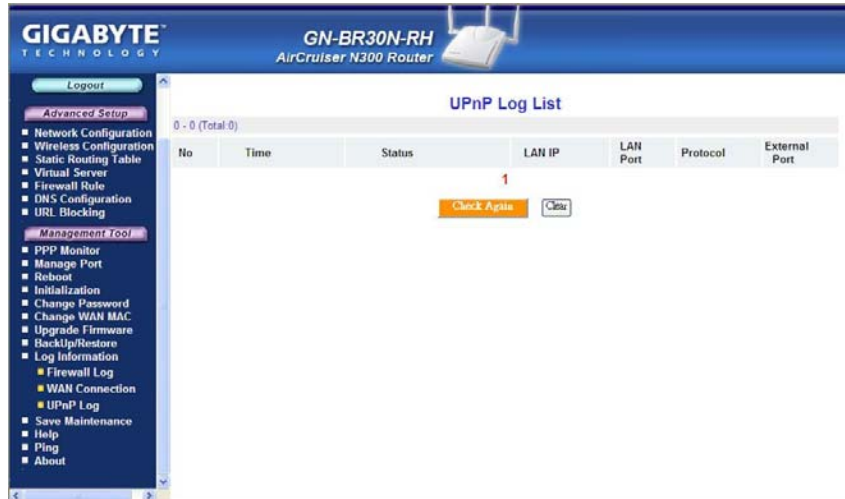 GIGABYTE™
TECHNOLOGY
GN-BR30N-RH
AirCruiser N300 Router
Logout
Advanced Setup
Network Configuration
Wireless Configuration
Static Routing Table
Virtual Server
Firewall Rule
DNS Configuration
URL Blocking
Management Tool
PPP Monitor
Manage Port
Reboot
Initialization
Change Password
Change WAN MAC
Upgrade Firmware
BackUp/Restore
Log Information
Firewall Log
WAN Connection
UPnP Log
Save Maintenance
Help
Ping
About
UPnP Log List
0 - 0 (Total:0)
No Time Status LAN IP LAN Port Protocol External Port
1
Check Again Clear